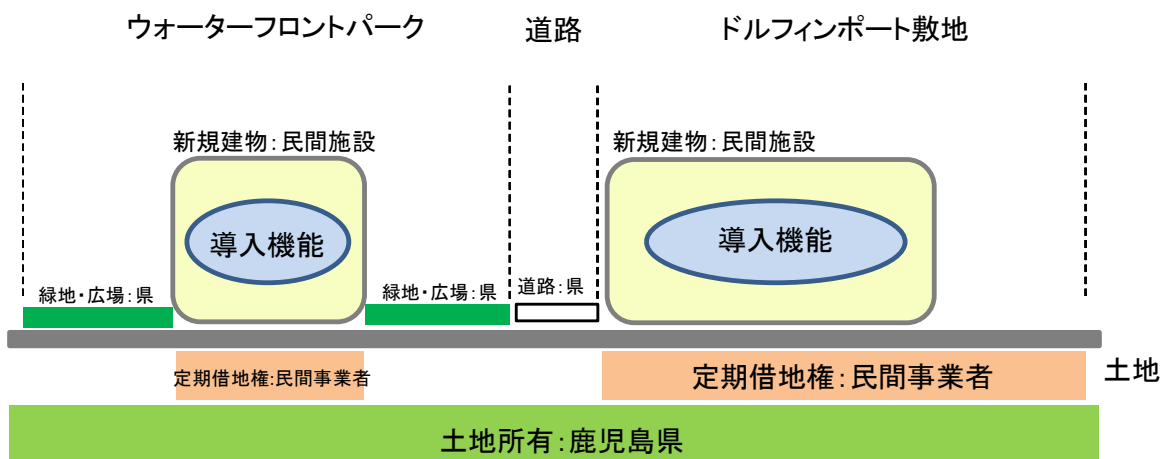 ウォーターフロントパーク
道路
ドルフィンポート敷地
新規建物：民間施設
新規建物：民間施設
導入機能
導入機能
緑地・広場：県
緑地・広場：県
道路：県
定期借地権：民間事業者
定期借地権：民間事業者
土地
土地所有：鹿児島県